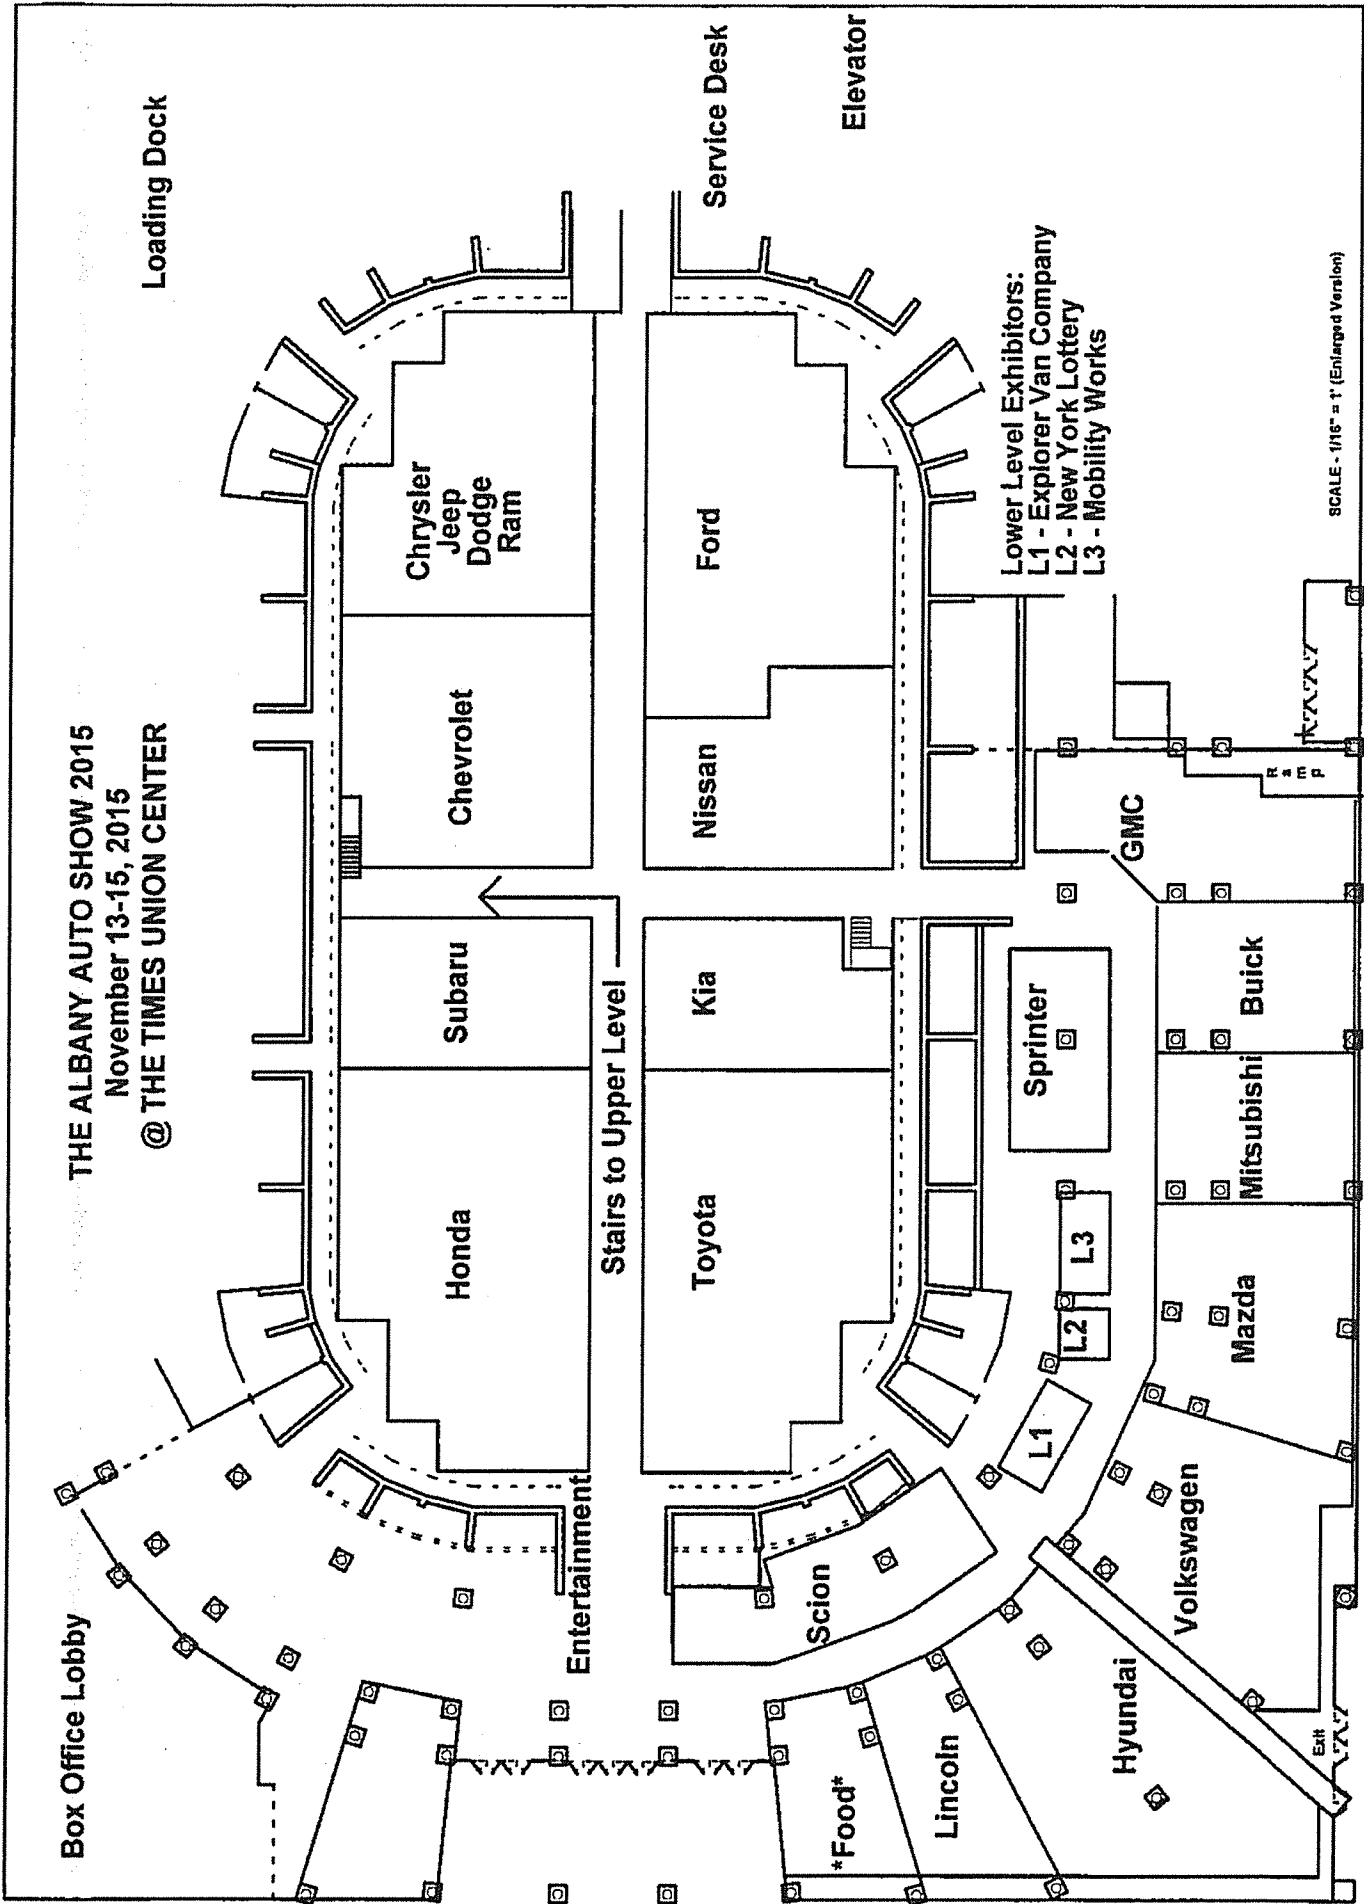 THE ALBANY AUTO SHOW 2015
November 13-15, 2015
@ THE TIMES UNION CENTER
Box Office Lobby
Loading Dock
Honda
Subaru
Chevrolet
Chrysler
Jeep
Dodge
Ram
Entertainment
Stairs to Upper Level
Service Desk
Elevator
Toyota
Kia
Nissan
Ford
Scion
*Food*
Lincoln
Hyundai
Volkswagen
L1
L2
L3
Sprinter
Lower Level Exhibitors:
L1 - Explorer Van Company
L2 - New York Lottery
L3 - Mobility Works
GMC
Mazda
Mitsubishi
Buick
Ramp
Exit
SCALE - 1/16" = 1' (Enlarged Version)